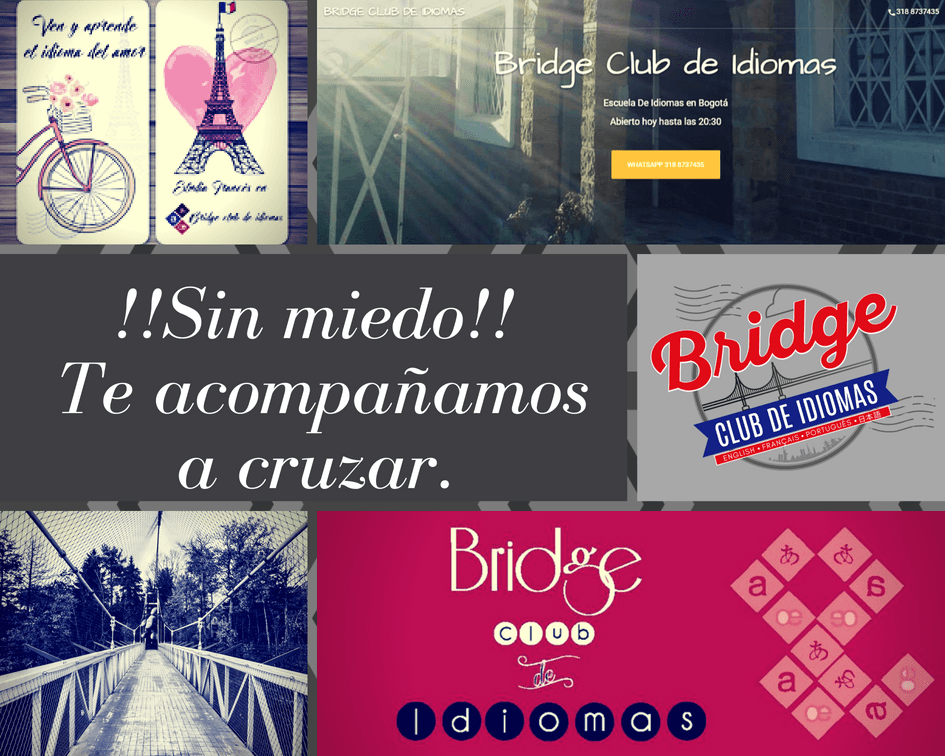 Ven y aprende
el idioma del amor
Estudia Francés en
Bridge club de idiomas
BRIDGE CLUB DE IDIOMAS
318 8737435
Bridge Club de Idiomas
Escuela De Idiomas en Bogotá
Abierto hoy hasta las 20:30
WHATSAPP 318 8737435
!!Sin miedo!!
Te acompañamos
a cruzar.
Bridge
CLUB DE IDIOMAS
ENGLISH • FRANÇAIS • PORTUGUÊS • 日本語
Bridge
Club
de
Idiomas
あ あ
a a
œ œ
あ
a あ
œ a